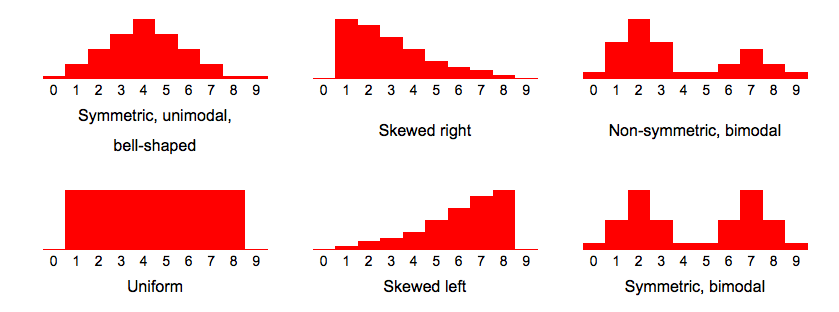 0 1 2 3 4 5 6 7 8 9
Symmetric, unimodal,
bell-shaped
0 1 2 3 4 5 6 7 8 9
Skewed right
0 1 2 3 4 5 6 7 8 9
Non-symmetric, bimodal
0 1 2 3 4 5 6 7 8 9
Uniform
0 1 2 3 4 5 6 7 8 9
Skewed left
0 1 2 3 4 5 6 7 8 9
Symmetric, bimodal